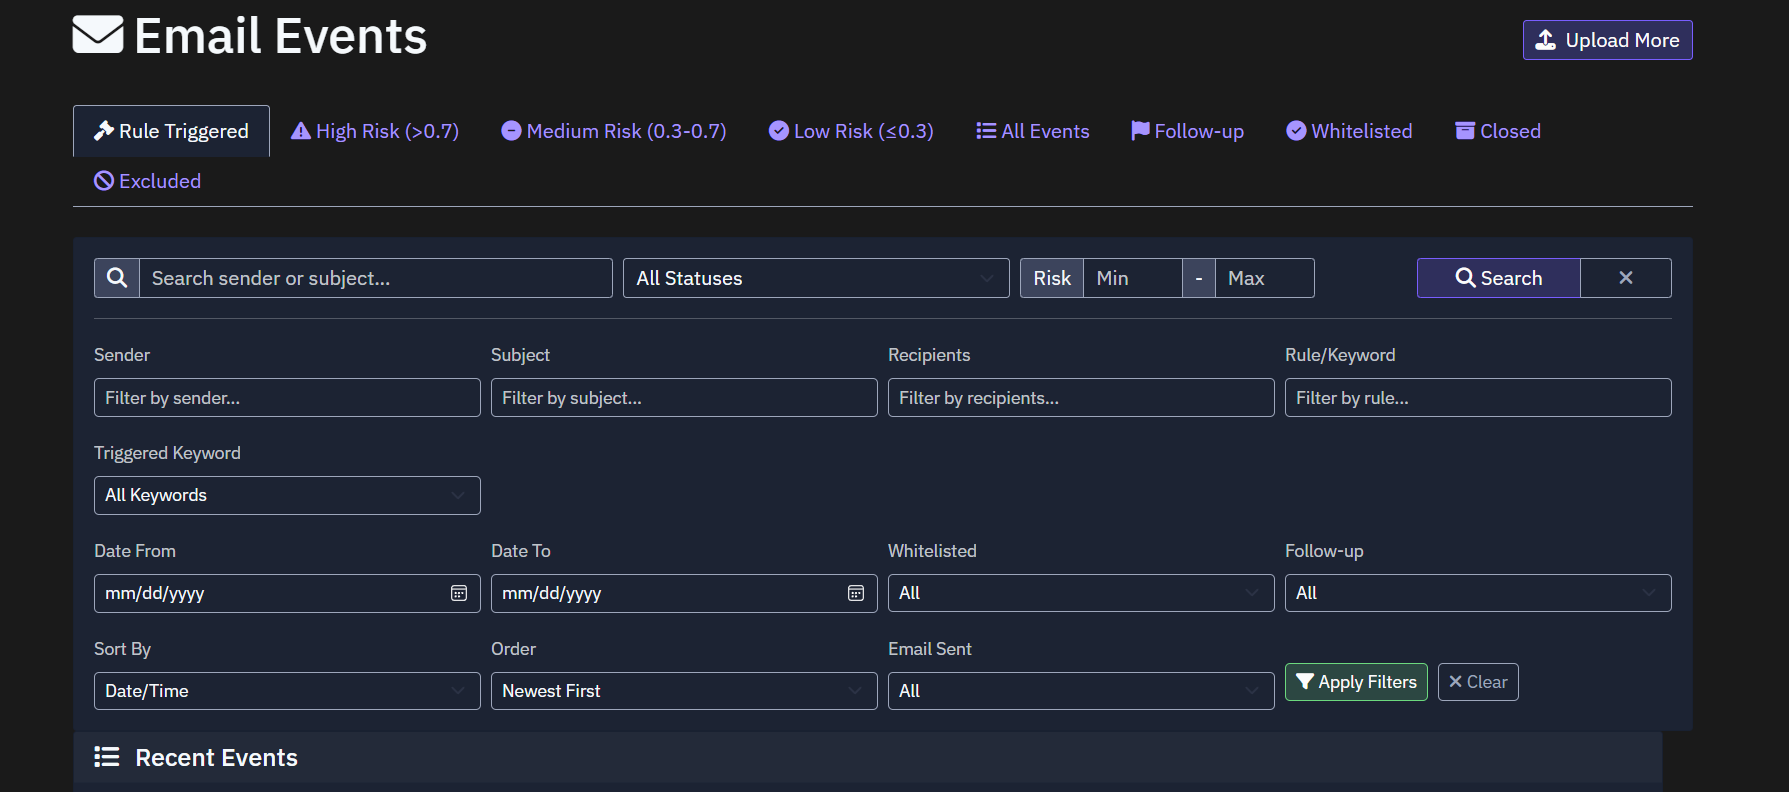 Email Events
Upload More
Rule Triggered High Risk (>0.7) Medium Risk (0.3-0.7) Low Risk (≤0.3) All Events Follow-up Whitelisted Closed
Excluded
Search sender or subject... All Statuses Risk Min - Max Search
Sender Subject Recipients Rule/Keyword
Filter by sender... Filter by subject... Filter by recipients... Filter by rule...
Triggered Keyword
All Keywords
Date From Date To Whitelisted Follow-up
mm/dd/yyyy mm/dd/yyyy All All
Sort By Order Email Sent
Date/Time Newest First All Apply Filters Clear
Recent Events